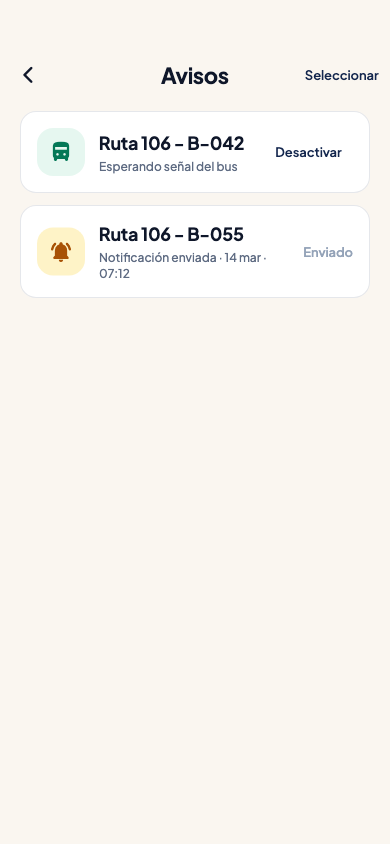 Avisos
Seleccionar
Ruta 106 - B-042
Esperando señal del bus
Desactivar
Ruta 106 - B-055
Notificación enviada · 14 mar ·
07:12
Enviado